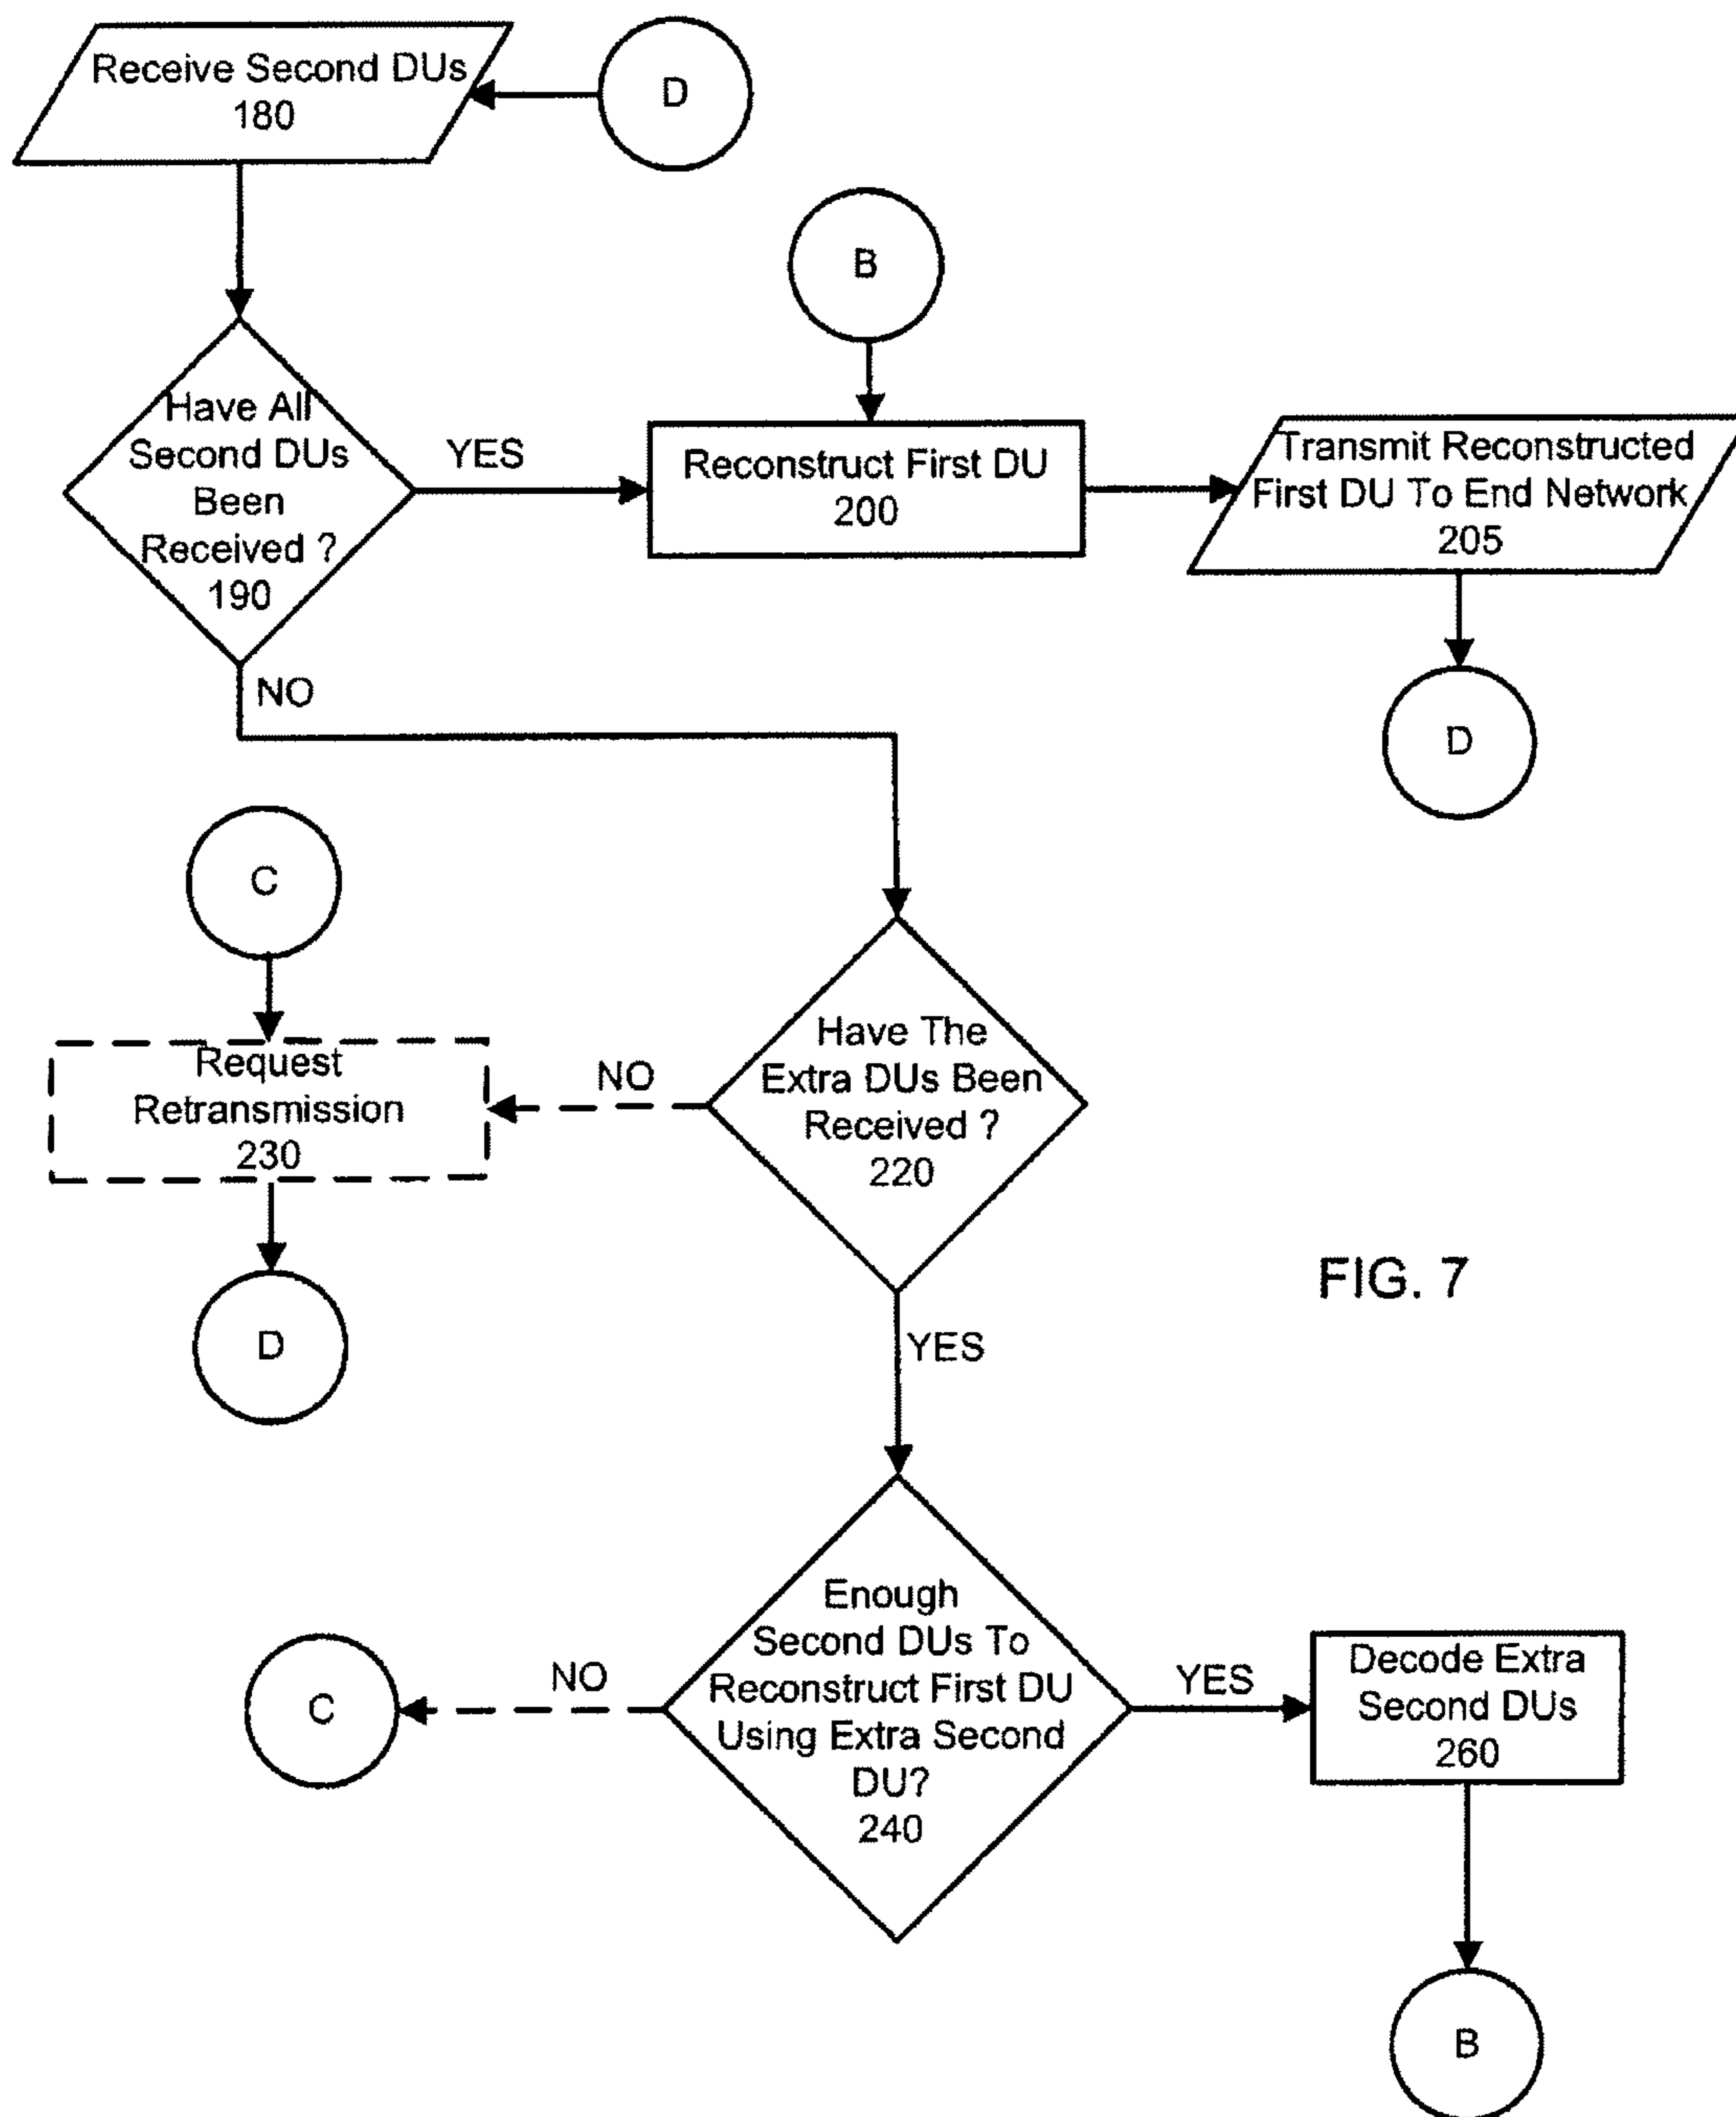 Receive Second DUs
180
D
B
Have All
Second DUs
Been
Received ?
190
YES
Reconstruct First DU
200
Transmit Reconstructed
First DU To End Network
205
NO
D
C
Request
Retransmission
230
NO
Have The
Extra DUs Been
Received ?
220
D
FIG. 7
YES
Enough
Second DUs To
Reconstruct First DU
Using Extra Second
DU?
240
NO
C
YES
Decode Extra
Second DUs
260
B